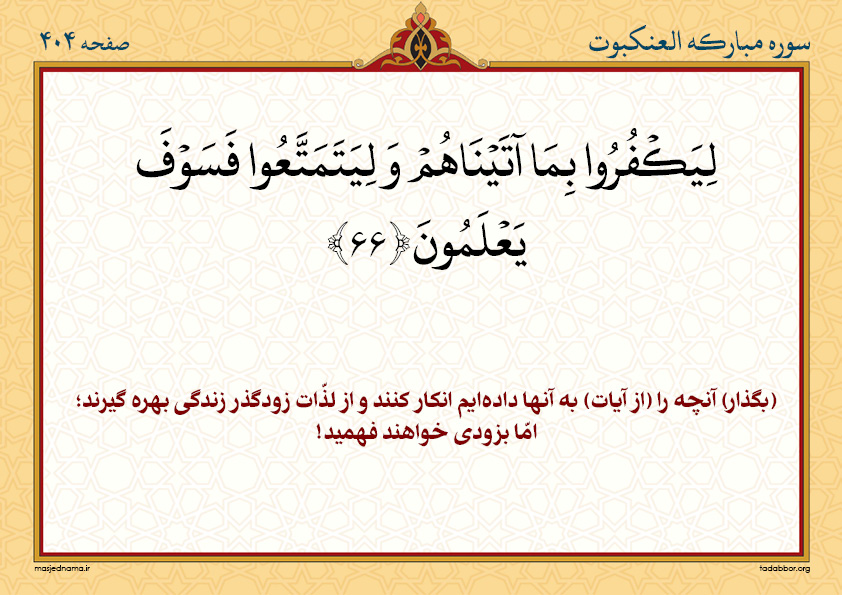 سوره مبارکه العنکبوت
صفحه ۴۰۴
لِيَكْفُرُوا بِمَا آتَيْنَاهُمْ وَ لِيَتَمَتَّعُوا فَسَوْفَ
يَعْلَمُونَ ﴿۶۶﴾
(بگذار) آنچه را (از آیات) به آنها داده‌ایم انکار کنند و از لذّات زودگذر زندگی بهره گیرند؛
امّا بزودی خواهند فهمید!
masjednama.ir
tadabbor.org